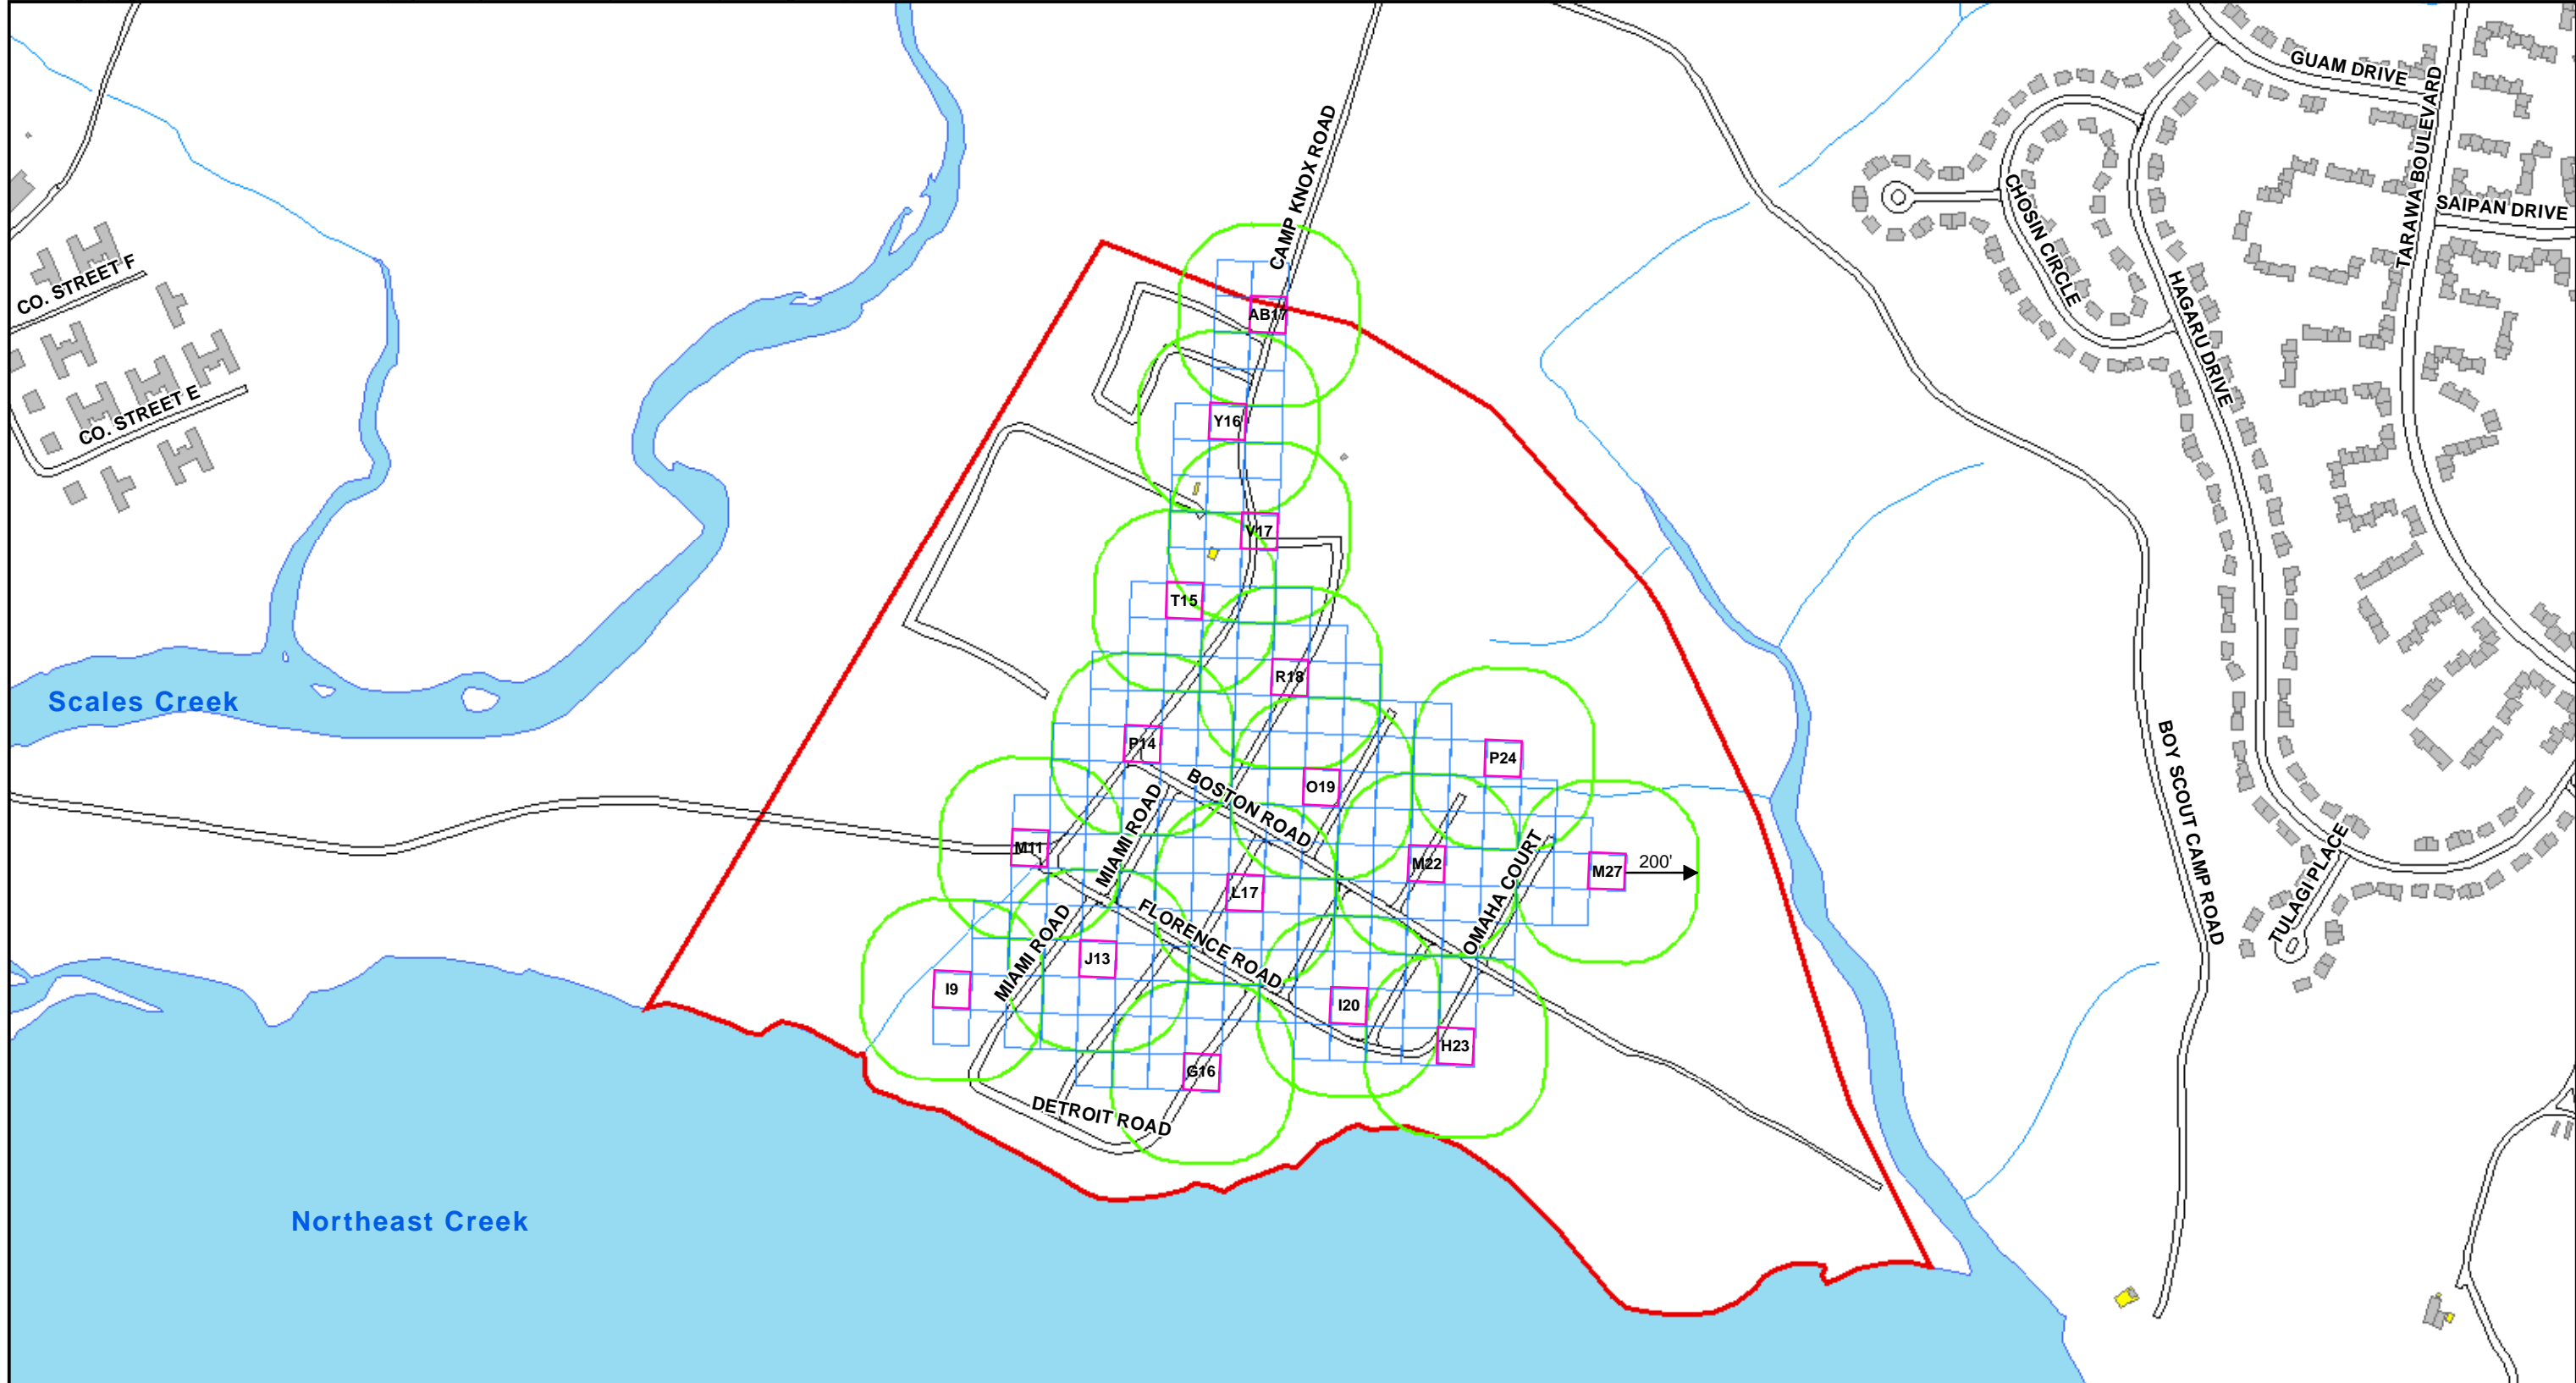 GUAM DRIVE
TARAWA BOULEVARD
CAMP KNOX ROAD
SAIPAN DRIVE
CHOSIN CIRCLE
CO. STREET F
HAGARU DRIVE
AB17
CO. STREET E
Y16
V17
T15
R18
Scales Creek
P14
P24
BOY SCOUT CAMP ROAD
O19
BOSTON ROAD
MIAMI ROAD
M11
M22
OMAHA COURT
M27
200'
TULAGI PLACE
L17
FLORENCE ROAD
MIAMI ROAD
J13
I9
I20
H23
G16
DETROIT ROAD
Northeast Creek